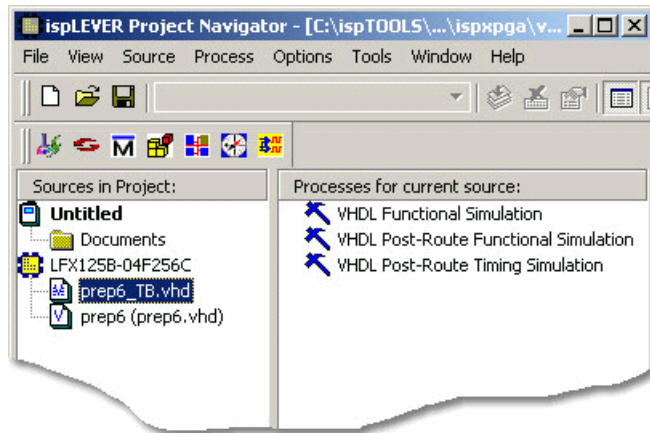 ispLEVER Project Navigator - [C:\ispTOOLS\...\ispxpga\v...
File View Source Process Options Tools Window Help
Sources in Project:
Processes for current source:
Untitled
Documents
LFX125B-04F256C
prep6_TB.vhd
prep6 (prep6.vhd)
VHDL Functional Simulation
VHDL Post-Route Functional Simulation
VHDL Post-Route Timing Simulation